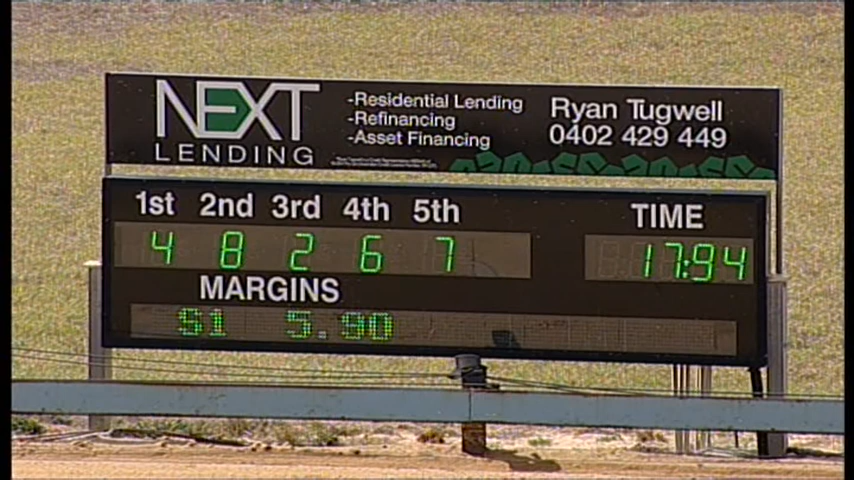 NEXT
LENDING
-Residential Lending
-Refinancing
-Asset Financing
Ryan Tugwell
0402 429 449
1st 2nd 3rd 4th 5th TIME
4 8 2 6 7 17:94
MARGINS
S1 5.90